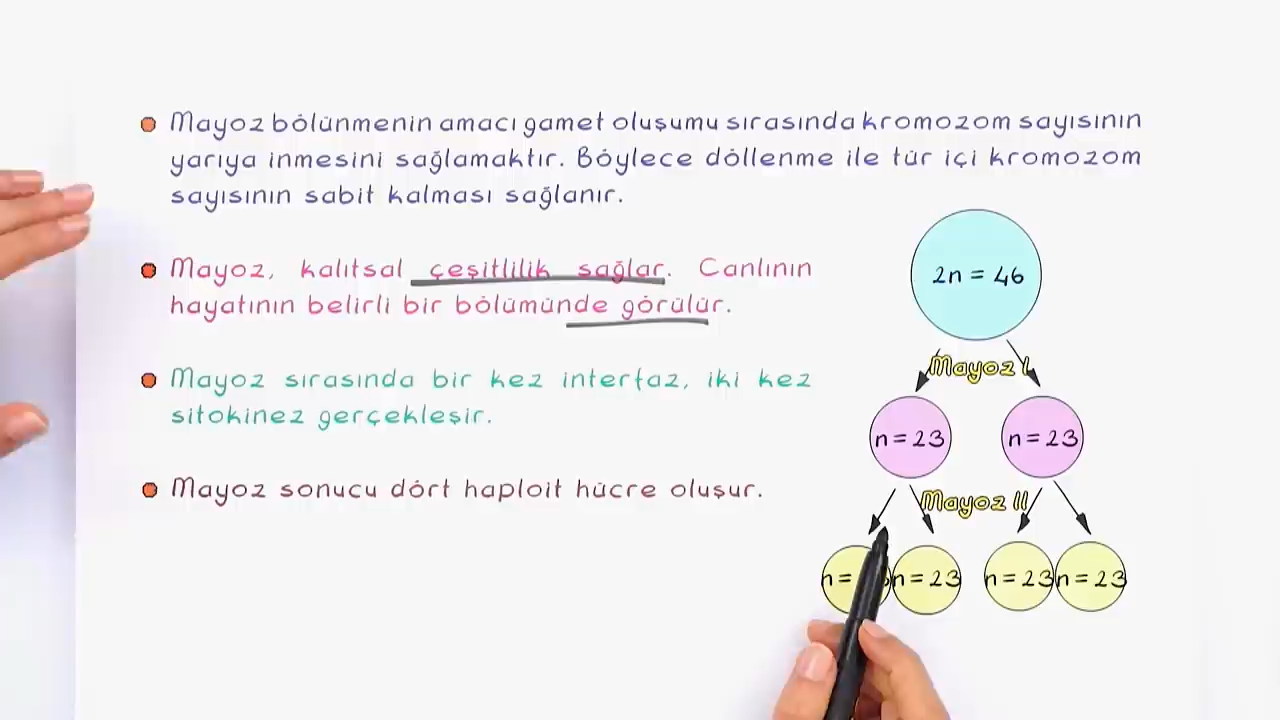 Mayoz bölünmenin amacı gamet oluşumu sırasında kromozom sayısının
yarıya inmesini sağlamaktır. Böylece döllenme ile tür içi kromozom
sayısının sabit kalması sağlanır.
Mayoz, kalıtsal çeşitlilik sağlar. Canlının
hayatının belirli bir bölümünde görülür.
Mayoz sırasında bir kez interfaz, iki kez
sitokinez gerçekleşir.
Mayoz sonucu dört haploit hücre oluşur.
2n = 46
Mayoz I
n = 23
n = 23
Mayoz II
n =
n = 23
n = 23
n = 23